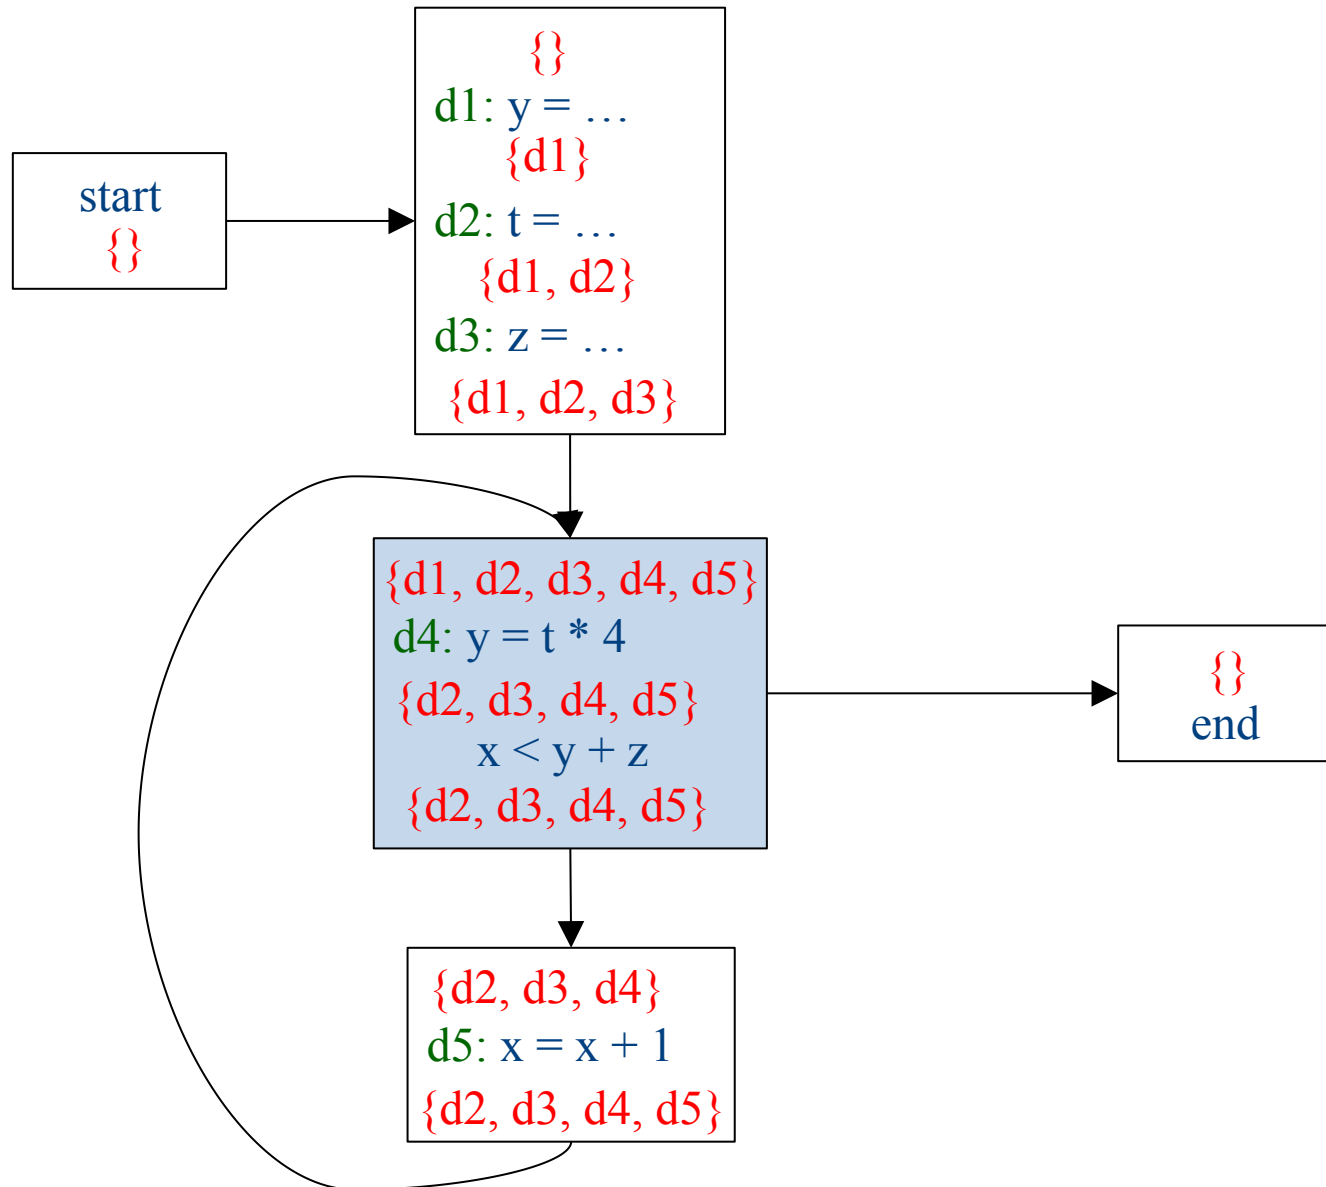 start
{}
{}
d1: y = …
{d1}
d2: t = …
{d1, d2}
d3: z = …
{d1, d2, d3}
{d1, d2, d3, d4, d5}
d4: y = t * 4
{d2, d3, d4, d5}
x < y + z
{d2, d3, d4, d5}
{}
end
{d2, d3, d4}
d5: x = x + 1
{d2, d3, d4, d5}